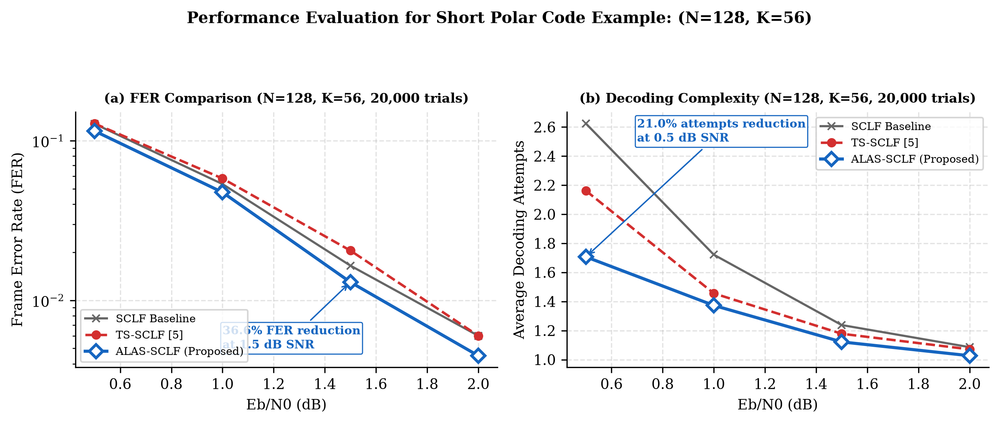 Performance Evaluation for Short Polar Code Example: (N=128, K=56)
(a) FER Comparison (N=128, K=56, 20,000 trials)
Frame Error Rate (FER)
10⁻¹
10⁻²
SCLF Baseline
TS-SCLF [5]
ALAS-SCLF (Proposed)
36.6% FER reduction
at 1.5 dB SNR
0.6 0.8 1.0 1.2 1.4 1.6 1.8 2.0
Eb/N0 (dB)
(b) Decoding Complexity (N=128, K=56, 20,000 trials)
Average Decoding Attempts
2.6
2.4
2.2
2.0
1.8
1.6
1.4
1.2
1.0
21.0% attempts reduction
at 0.5 dB SNR
SCLF Baseline
TS-SCLF [5]
ALAS-SCLF (Proposed)
0.6 0.8 1.0 1.2 1.4 1.6 1.8 2.0
Eb/N0 (dB)